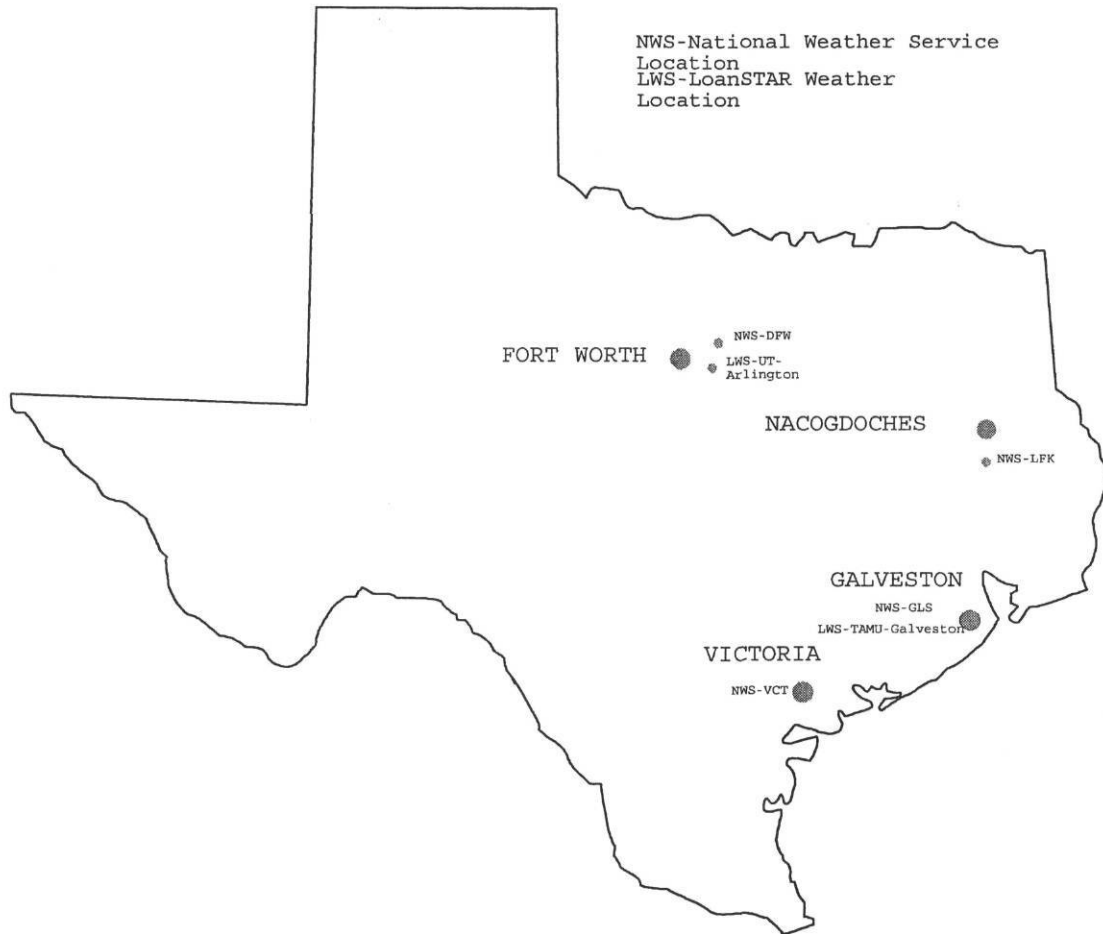 NWS-National Weather Service
Location
LWS-LoanSTAR Weather
Location
NWS-DFW
FORT WORTH
LWS-UT-
Arlington
NACOGDOCHES
NWS-LFK
GALVESTON
NWS-GLS
LWS-TAMU-Galveston
VICTORIA
NWS-VCT